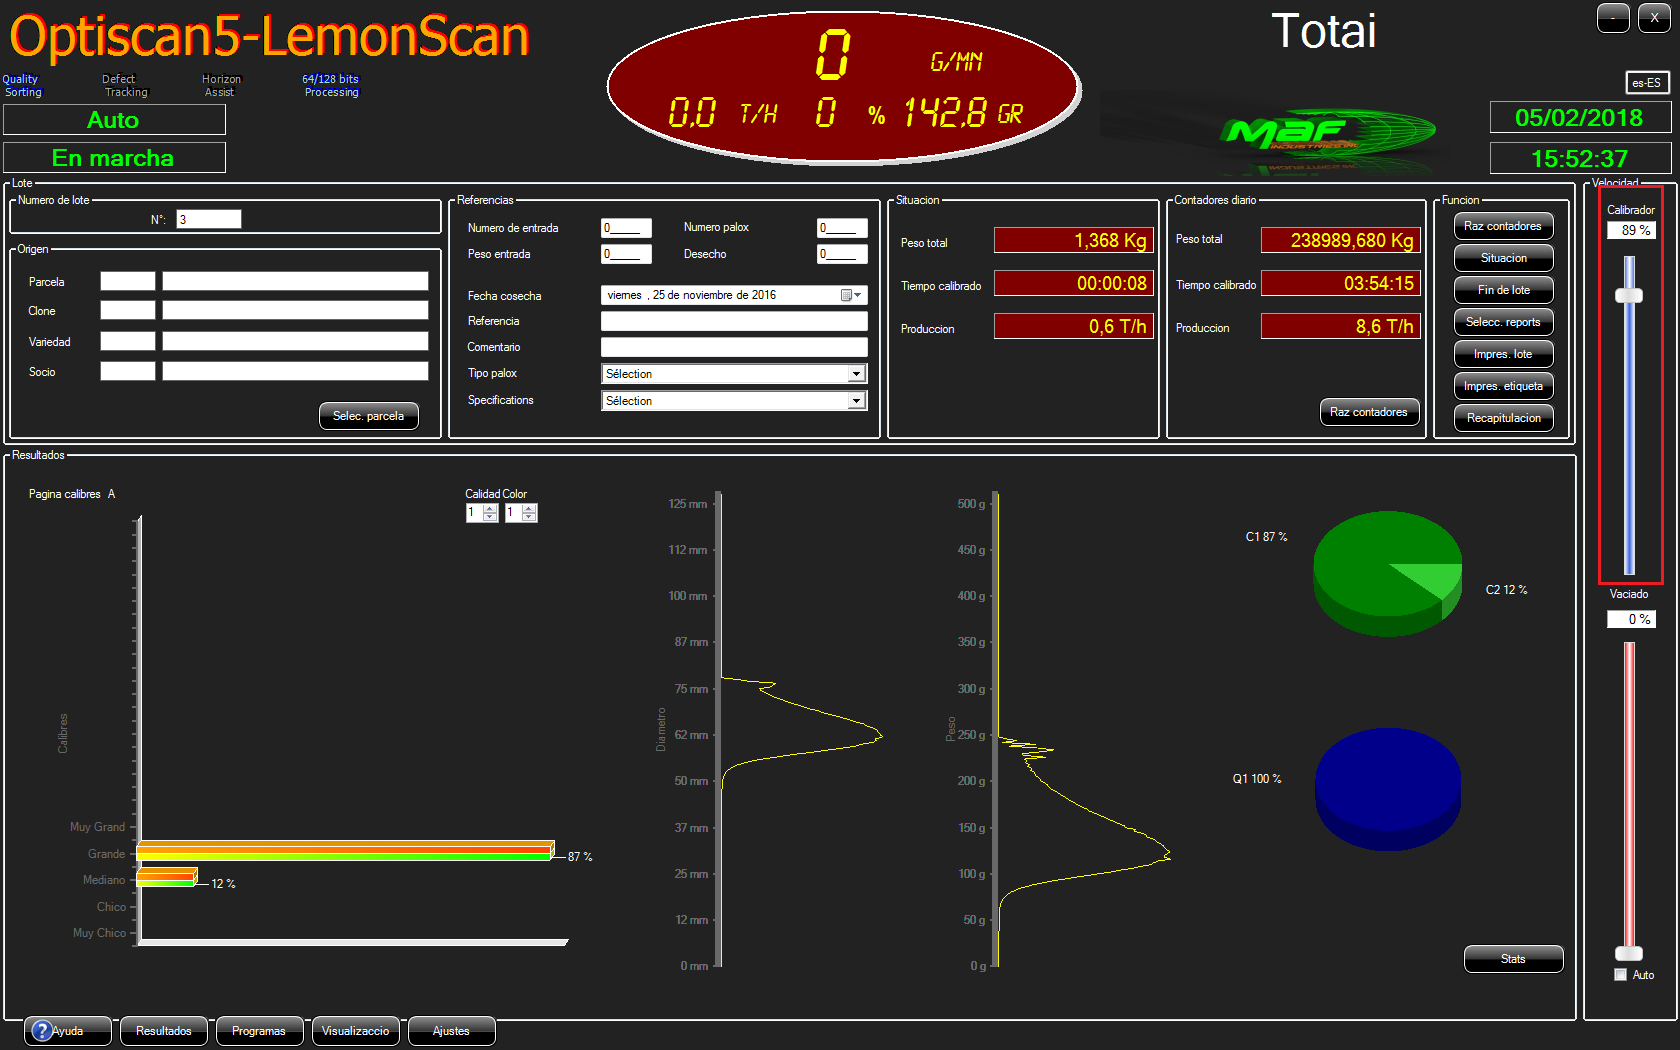 Optiscan5-LemonScan
Quality
Sorting
Defect
Tracking
Horizon
Assist
64/128 bits
Processing
Auto
En marcha
0 G/MN
0,0 T/H 0 % 142,8 GR
Totai
-
X
es-ES
MAF
INDUSTRIES INC
05/02/2018
15:52:37
Lote
Numero de lote
N°: 3
Origen
Parcela
Clone
Variedad
Socio
Selec. parcela
Referencias
Numero de entrada 0____ Numero palox 0____
Peso entrada 0____ Desecho 0____
Fecha cosecha viernes , 25 de noviembre de 2016
Referencia
Comentario
Tipo palox Sélection
Specifications Sélection
Situacion
Peso total 1,368 Kg
Tiempo calibrado 00:00:08
Produccion 0,6 T/h
Contadores diario
Peso total 238989,680 Kg
Tiempo calibrado 03:54:15
Produccion 8,6 T/h
Raz contadores
Funcion
Raz contadores
Situacion
Fin de lote
Selecc. reports
Impres. lote
Impres. etiqueta
Recapitulacion
Velocidad
Calibrador
89 %
Vaciado
0 %
Auto
Resultados
Pagina calibres A
Calidad Color
1 1
Calibres
Muy Grand
Grande 87 %
Mediano 12 %
Chico
Muy Chico
Diametro
125 mm
112 mm
100 mm
87 mm
75 mm
62 mm
50 mm
37 mm
25 mm
12 mm
0 mm
Peso
500 g
450 g
400 g
350 g
300 g
250 g
200 g
150 g
100 g
50 g
0 g
C1 87 %
C2 12 %
Q1 100 %
Stats
? Ayuda
Resultados
Programas
Visualizaccio
Ajustes